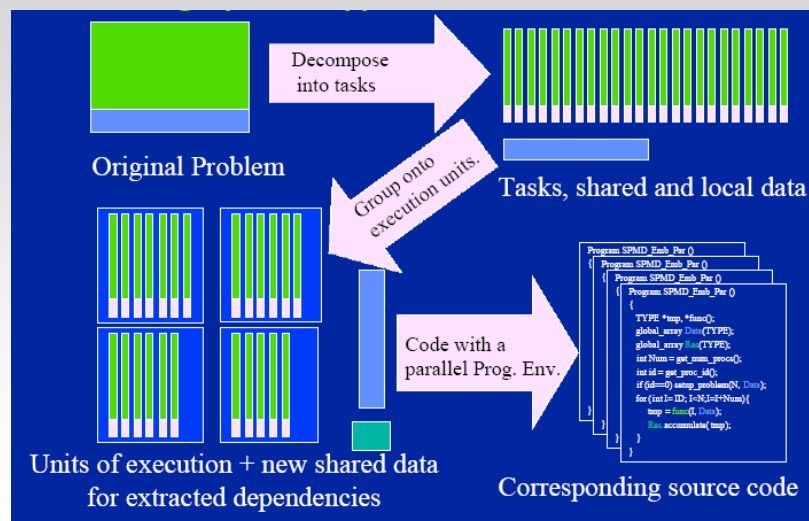 Decompose
into tasks
Original Problem
Tasks, shared and local data
Group onto
execution units.
Code with a
parallel Prog. Env.
Units of execution + new shared data
for extracted dependencies
Program SPMD_Emb_Par ()
{
Program SPMD_Emb_Par ()
{
Program SPMD_Emb_Par ()
{
Program SPMD_Emb_Par ()
{
TYPE *tmp, *func();
global_array Data(TYPE);
global_array Res(TYPE);
int Num = get_num_procs();
int id = get_proc_id();
if (id==0) setup_problem(N, Data);
for (int I= ID; I<N;I=I+Num){
tmp = func(I, Data);
Res.accumulate( tmp);
}
}
}
}
}
Corresponding source code